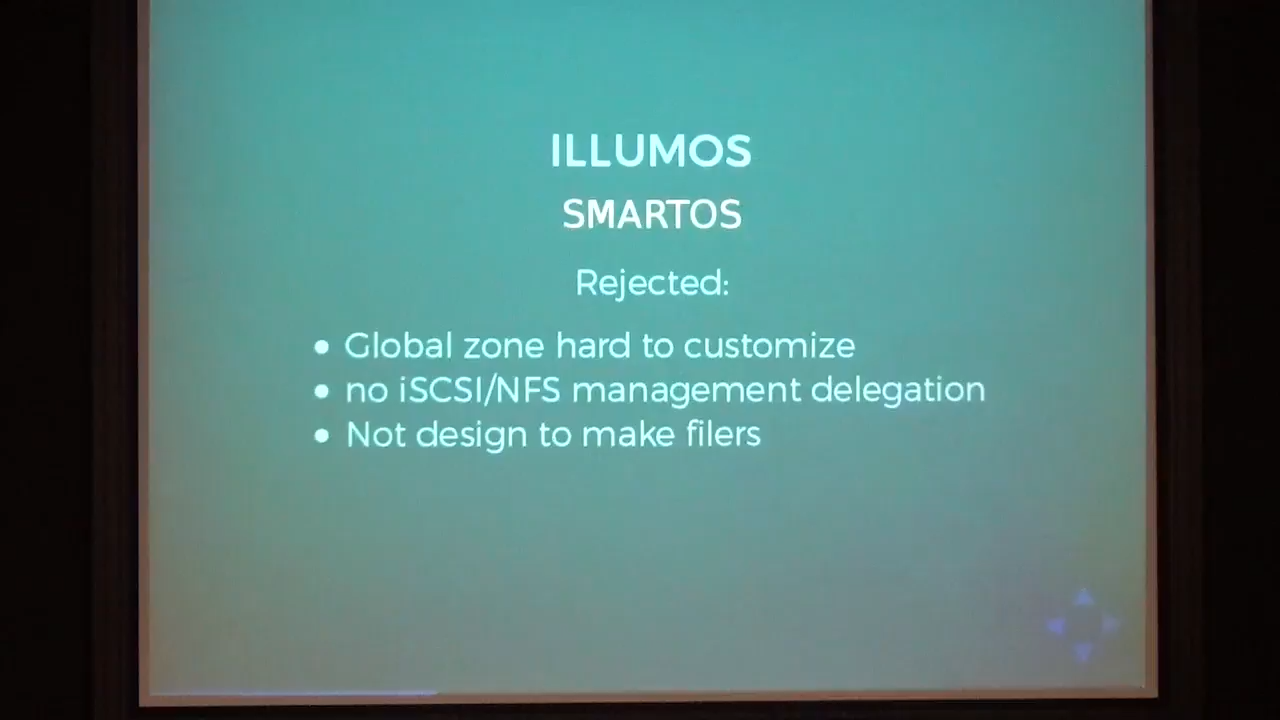 ILLUMOS
SMARTOS
Rejected:
• Global zone hard to customize
• no iSCSI/NFS management delegation
• Not design to make filers